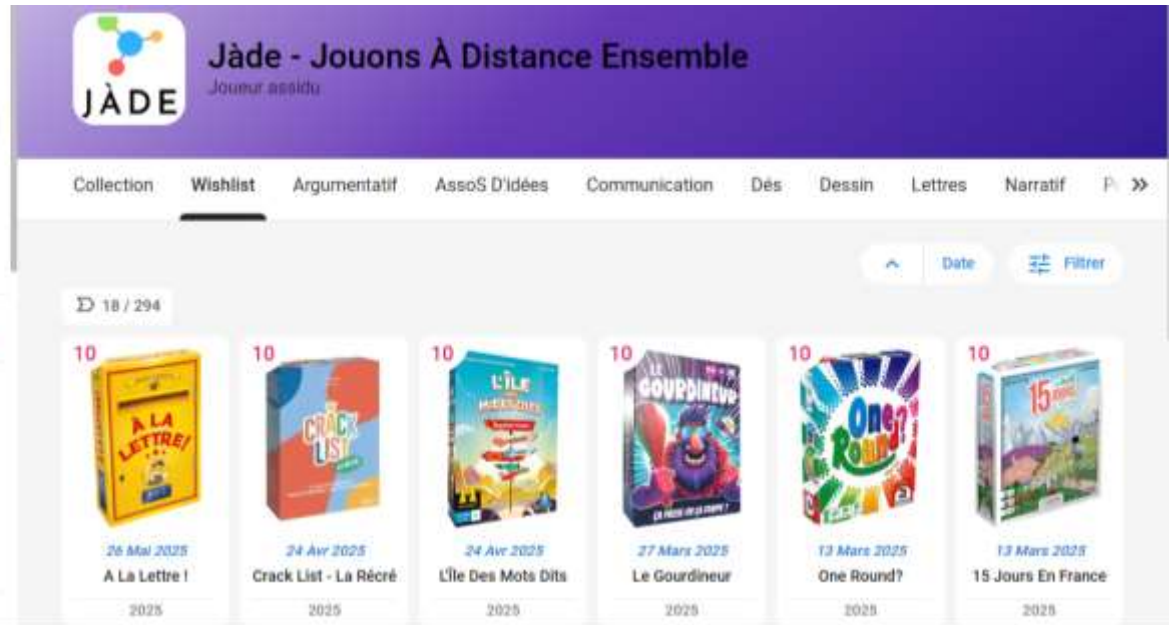 JÀDE
Jàde - Jouons À Distance Ensemble
Joueur assidu
Collection Wishlist Argumentatif AssoS D'idées Communication Dés Dessin Lettres Narratif
Date Filtrer
18 / 294
10 10 10 10 10 10
À LA LETTRE!
CRACK LIST
L'ÎLE
LE GOURDINEUR
One Round?
15
26 Mai 2025 24 Avr 2025 24 Avr 2025 27 Mars 2025 13 Mars 2025 13 Mars 2025
A La Lettre ! Crack List - La Récré L'Île Des Mots Dits Le Gourdineur One Round? 15 Jours En France
2025 2025 2025 2025 2025 2025